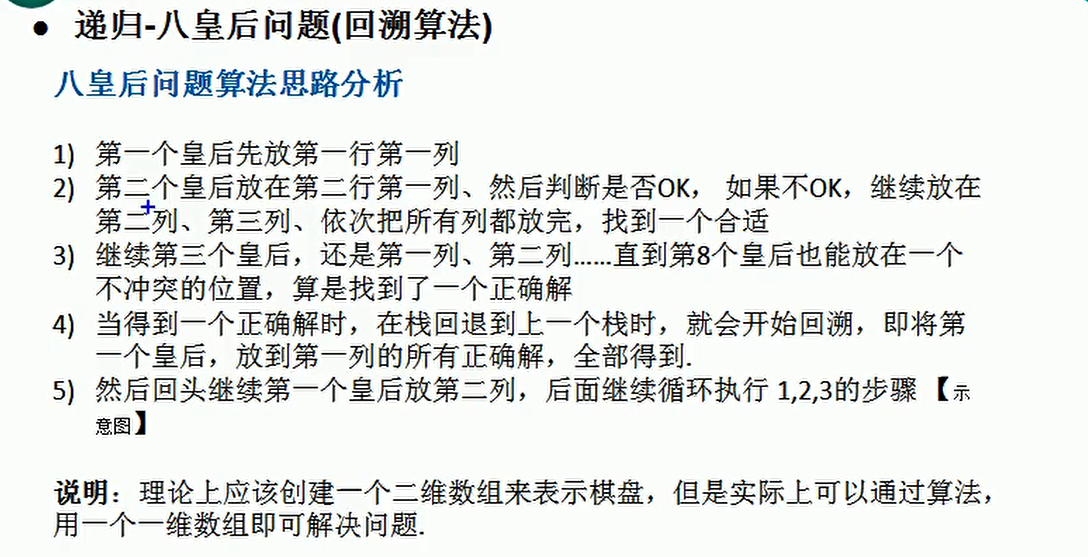 ● 递归-八皇后问题(回溯算法)
八皇后问题算法思路分析
1) 第一个皇后先放第一行第一列
2) 第二个皇后放在第二行第一列、然后判断是否OK， 如果不OK，继续放在
第二列、第三列、依次把所有列都放完，找到一个合适
3) 继续第三个皇后，还是第一列、第二列……直到第8个皇后也能放在一个
不冲突的位置，算是找到了一个正确解
4) 当得到一个正确解时，在栈回退到上一个栈时，就会开始回溯，即将第
一个皇后，放到第一列的所有正确解，全部得到.
5) 然后回头继续第一个皇后放第二列，后面继续循环执行 1,2,3的步骤 【示
意图】
说明：理论上应该创建一个二维数组来表示棋盘，但是实际上可以通过算法，
用一个一维数组即可解决问题.